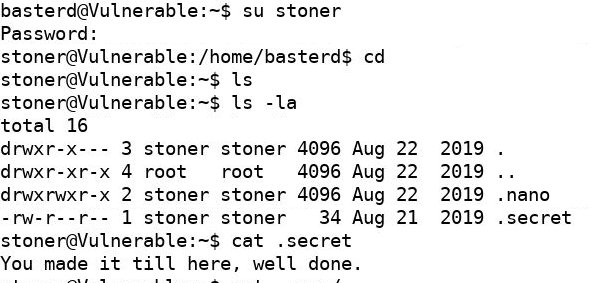 basterd@Vulnerable:~$ su stoner
Password:
stoner@Vulnerable:/home/basterd$ cd
stoner@Vulnerable:~$ ls
stoner@Vulnerable:~$ ls -la
total 16
drwxr-x--- 3 stoner stoner 4096 Aug 22  2019 .
drwxr-xr-x 4 root   root   4096 Aug 22  2019 ..
drwxrwxr-x 2 stoner stoner 4096 Aug 22  2019 .nano
-rw-r--r-- 1 stoner stoner   34 Aug 21  2019 .secret
stoner@Vulnerable:~$ cat .secret
You made it till here, well done.